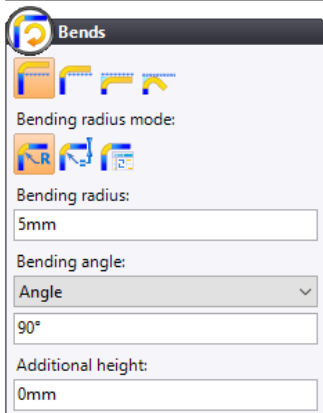 Bends
Bending radius mode:
R
Bending radius:
5mm
Bending angle:
Angle
90°
Additional height:
0mm